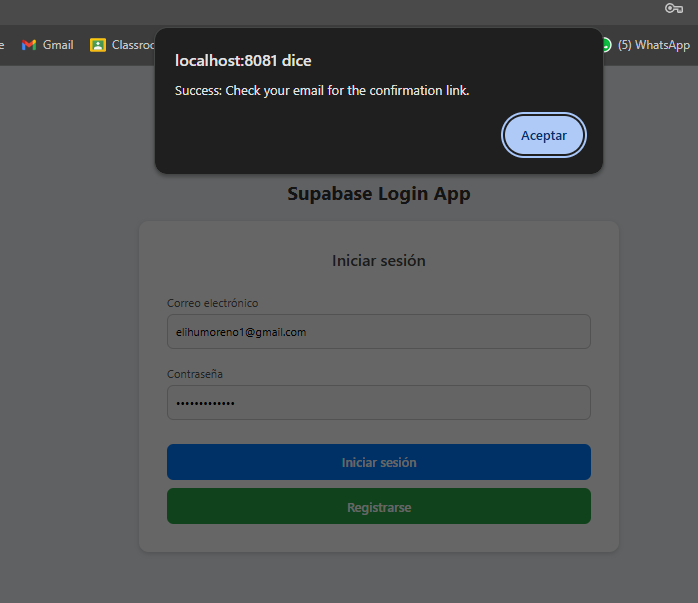 e Gmail Classroo (5) WhatsApp
localhost:8081 dice
Success: Check your email for the confirmation link.
Aceptar
Supabase Login App
Iniciar sesión
Correo electrónico
elihumoreno1@gmail.com
Contraseña
•••••••••••••
Iniciar sesión
Registrarse